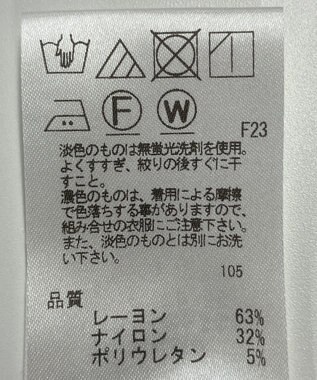 F W
F23
淡色のものは無蛍光洗剤を使用。
よくすすぎ、絞りの後すぐに干
すこと。
濃色のものは、着用による摩擦
で色落ちする事がありますので、
組み合せの衣服にご注意下さい。
また、淡色のものとは別にお洗
い下さい。
105
品質
レーヨン 63%
ナイロン 32%
ポリウレタン 5%